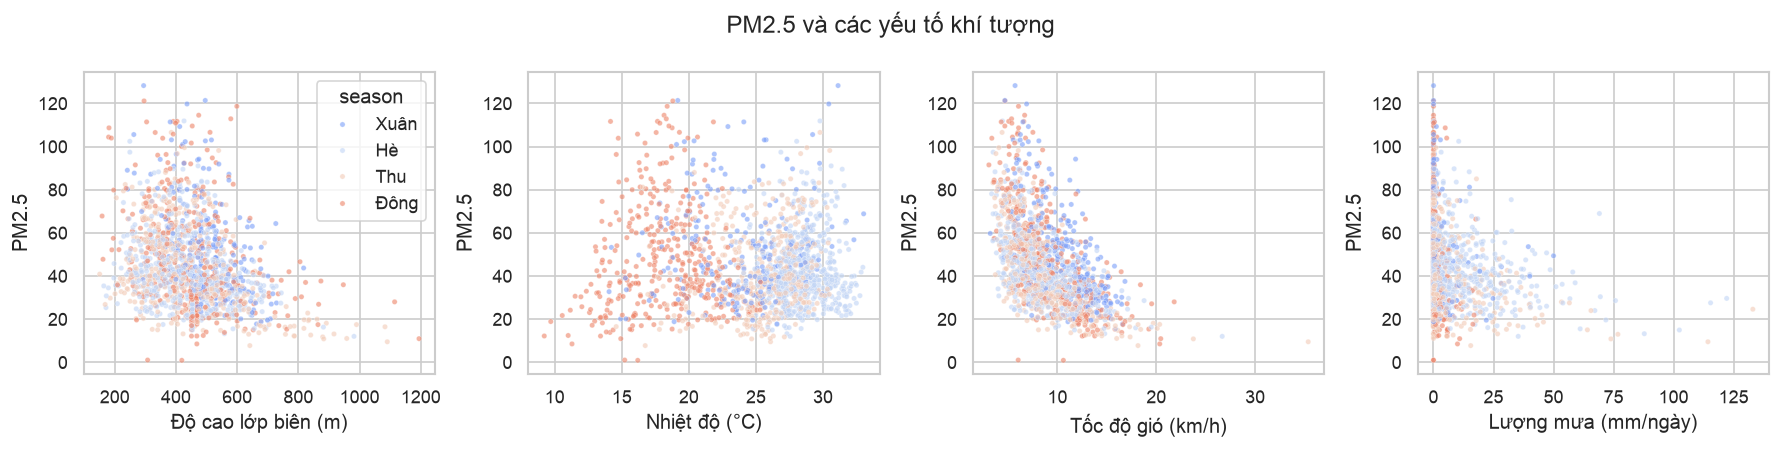 PM2.5 và các yếu tố khí tượng
PM2.5
120
100
80
60
40
20
0
200 400 600 800 1000 1200
Độ cao lớp biên (m)
season
Xuân
Hè
Thu
Đông
PM2.5
120
100
80
60
40
20
0
10 15 20 25 30
Nhiệt độ (°C)
PM2.5
120
100
80
60
40
20
0
10 20 30
Tốc độ gió (km/h)
PM2.5
120
100
80
60
40
20
0
0 25 50 75 100 125
Lượng mưa (mm/ngày)